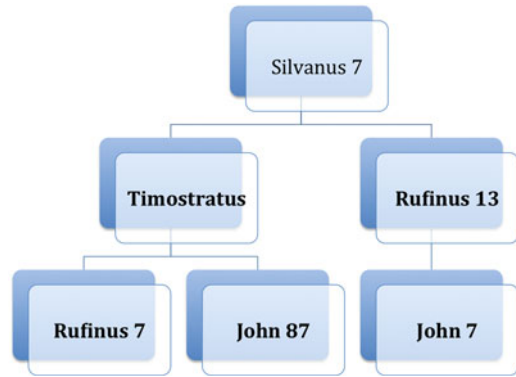 Silvanus 7
Timostratus
Rufinus 13
Rufinus 7
John 87
John 7